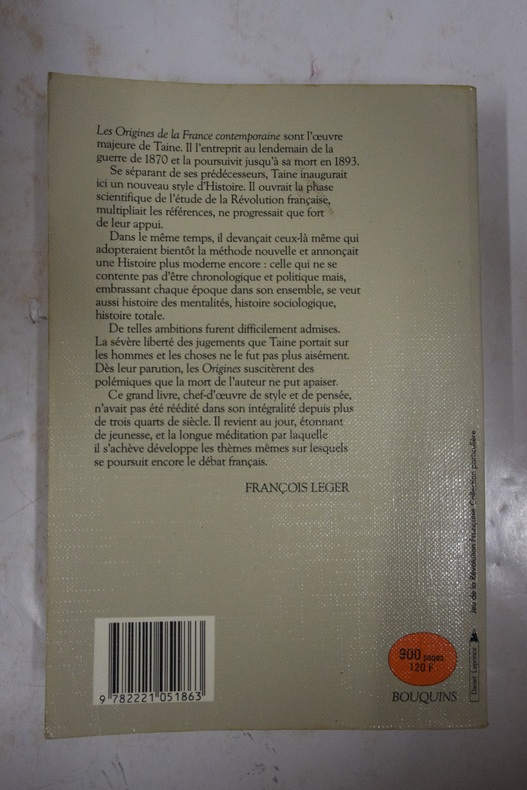 Les Origines de la France contemporaine sont l'œuvre
majeure de Taine. Il l'entreprit au lendemain de la
guerre de 1870 et la poursuivit jusqu'à sa mort en 1893.
Se séparant de ses prédécesseurs, Taine inaugurait
ici un nouveau style d'Histoire. Il ouvrait la phase
scientifique de l'étude de la Révolution française,
multipliait les références, ne progressait que fort
de leur appui.
Dans le même temps, il devançait ceux-là même qui
adopteraient bientôt la méthode nouvelle et annonçait
une Histoire plus moderne encore : celle qui ne se
contente pas d'être chronologique et politique mais,
embrassant chaque époque dans son ensemble, se veut
aussi histoire des mentalités, histoire sociologique,
histoire totale.
De telles ambitions furent difficilement admises.
La sévère liberté des jugements que Taine portait sur
les hommes et les choses ne le fut pas plus aisément.
Dès leur parution, les Origines suscitèrent des
polémiques que la mort de l'auteur ne put apaiser.
Ce grand livre, chef-d'œuvre de style et de pensée,
n'avait pas été réédité dans son intégralité depuis plus
de trois quarts de siècle. Il revient au jour, étonnant
de jeunesse, et la longue méditation par laquelle
il s'achève développe les thèmes mêmes sur lesquels
se poursuit encore le débat français.
FRANÇOIS LEGER
9 782221 051863
900 pages
120 F
BOUQUINS
Jeu de la Révolution Française. Collection particulière